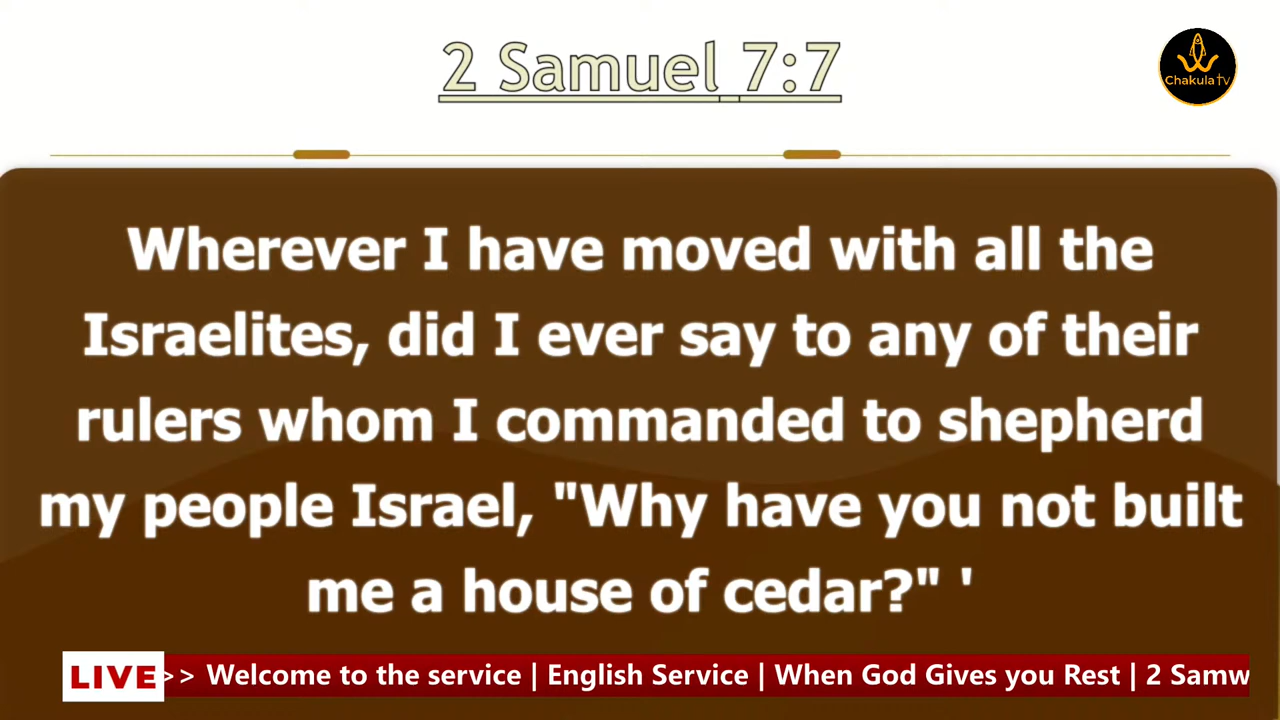 2 Samuel 7:7
Chakula tv
Wherever I have moved with all the
Israelites, did I ever say to any of their
rulers whom I commanded to shepherd
my people Israel, "Why have you not built
me a house of cedar?" '
LIVE >> Welcome to the service | English Service | When God Gives you Rest | 2 Samw